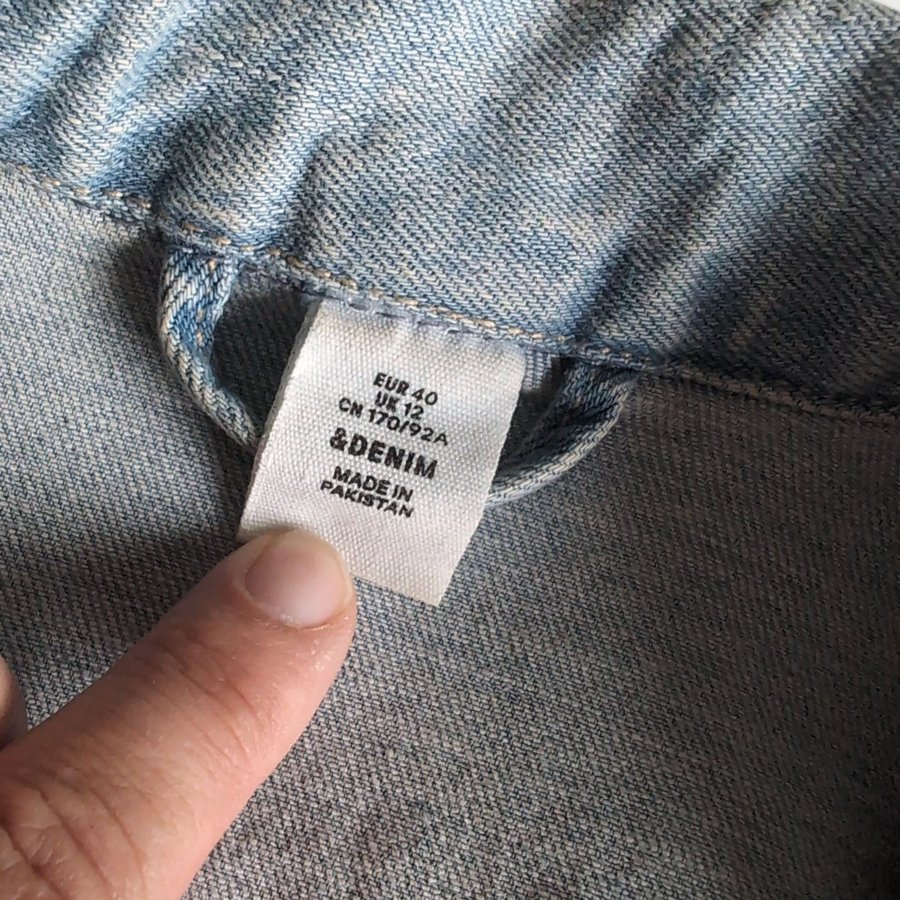 EUR 40
UK 12
CN 170/92A
&DENIM
MADE IN
PAKISTAN